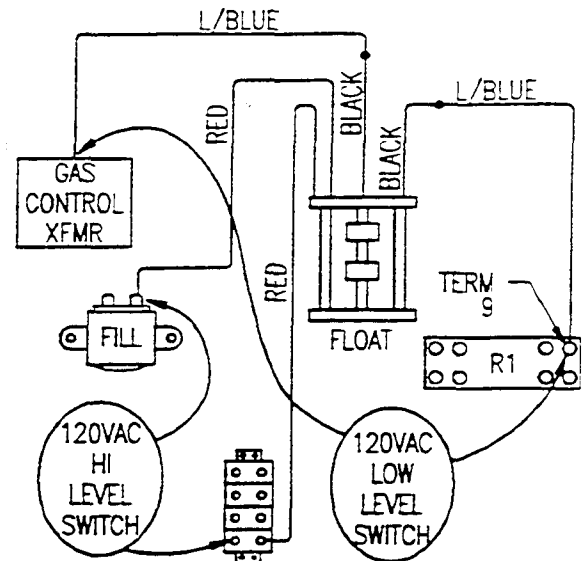 L/BLUE
RED
BLACK
BLACK
L/BLUE
GAS
CONTROL
XFMR
RED
TERM
9
FILL
FLOAT
R1
120VAC
HI
LEVEL
SWITCH
120VAC
LOW
LEVEL
SWITCH